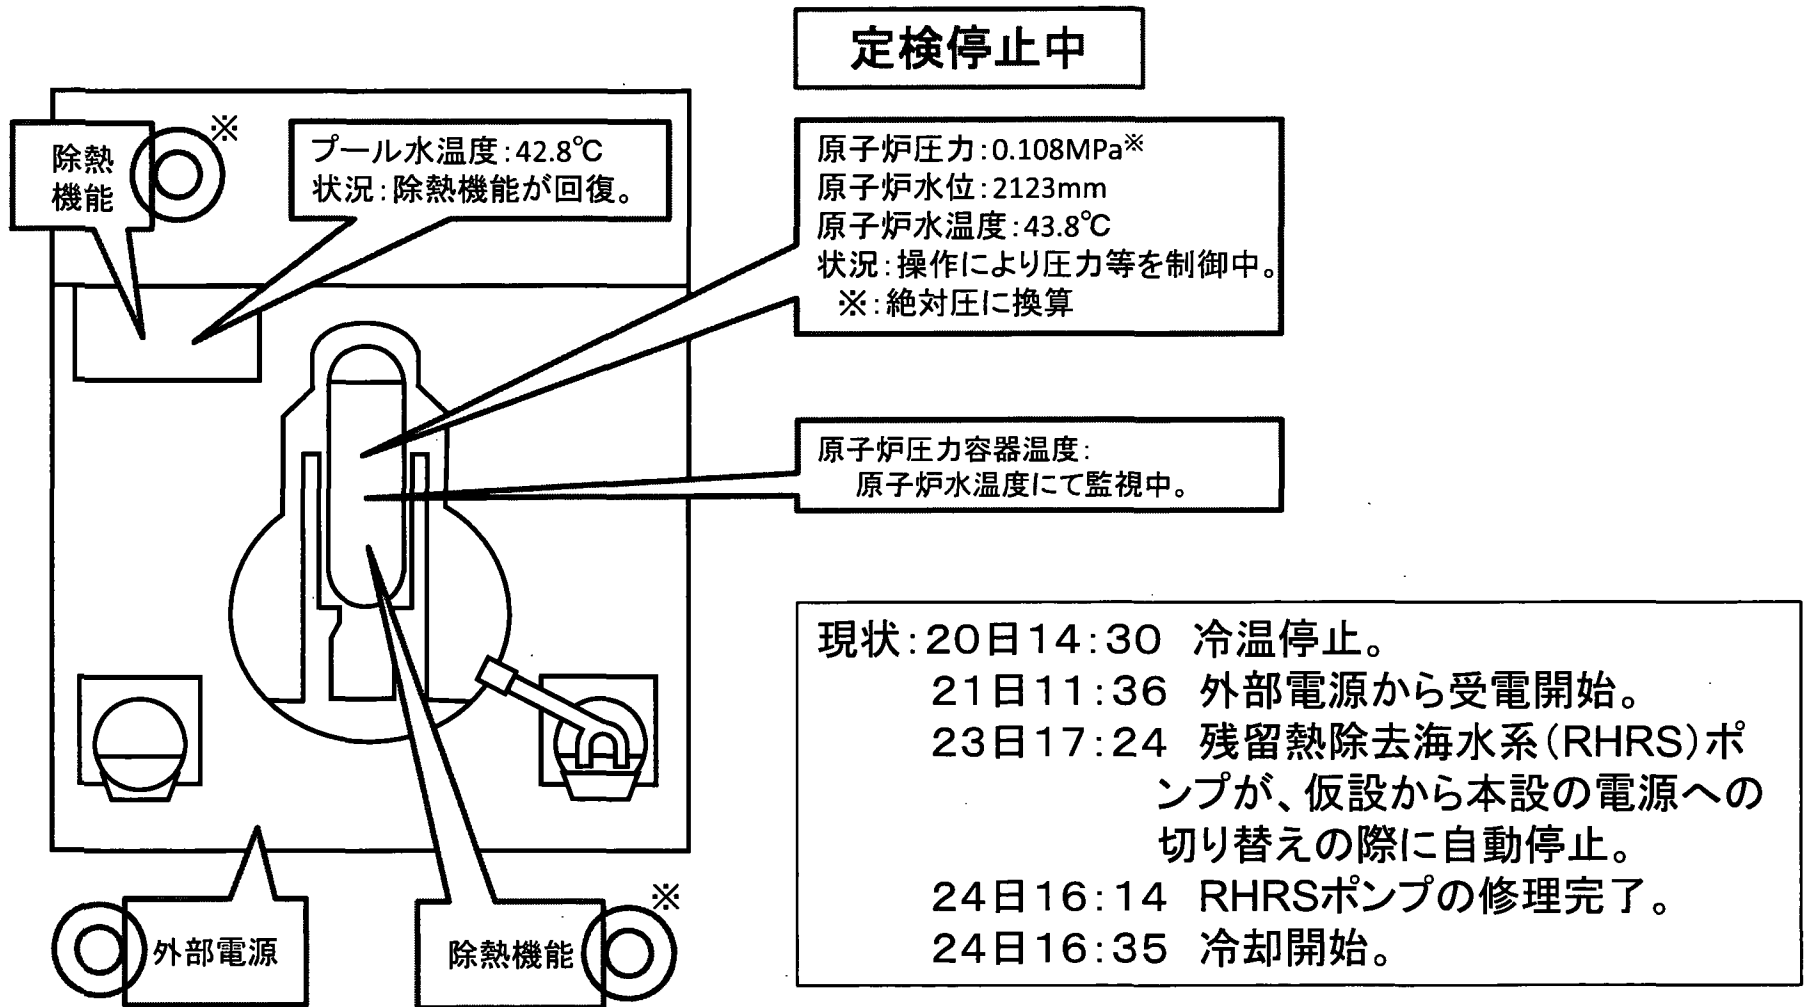 定検停止中
除熱
機能
※
プール水温度:42.8℃
状況:除熱機能が回復。
原子炉圧力:0.108MPa※
原子炉水位:2123mm
原子炉水温度:43.8℃
状況:操作により圧力等を制御中。
※:絶対圧に換算
原子炉圧力容器温度:
原子炉水温度にて監視中。
現状:20日14:30 冷温停止。
21日11:36 外部電源から受電開始。
23日17:24 残留熱除去海水系(RHRS)ポ
ンプが、仮設から本設の電源への
切り替えの際に自動停止。
24日16:14 RHRSポンプの修理完了。
24日16:35 冷却開始。
外部電源
除熱機能
※